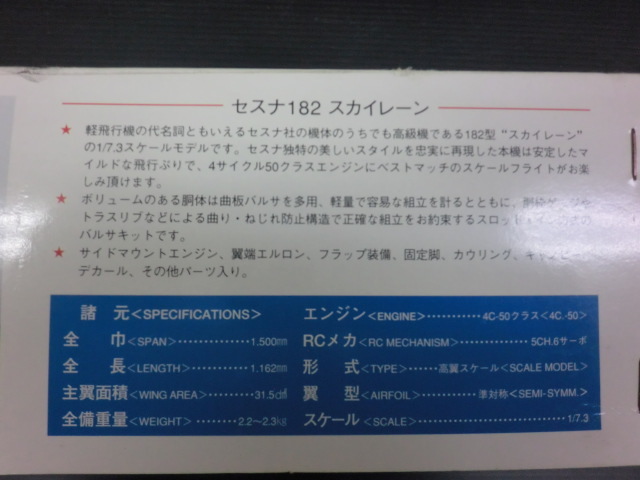 セスナ182 スカイレーン
★ 軽飛行機の代名詞ともいえるセスナ社の機体のうちでも高級機である182型 “スカイレーン”
の1/7.3スケールモデルです。セスナ独特の美しいスタイルを忠実に再現した本機は安定したマ
イルドな飛行ぶりで、4サイクル50クラスエンジンにベストマッチのスケールフライトがお楽
しみ頂けます。
★ ボリュームのある胴体は曲板バルサを多用、軽量で容易な組立を計るとともに、
トラスリブなどによる曲り・ねじれ防止構造で正確な組立をお約束するスロット
バルサキットです。
★ サイドマウントエンジン、翼端エルロン、フラップ装備、固定脚、カウリング、
デカール、その他パーツ入り。
諸 元<SPECIFICATIONS>
全 巾<SPAN>……………1.500㎜
全 長<LENGTH>…………1.162㎜
主翼面積<WING AREA>………31.5d㎡
全備重量<WEIGHT>………2.2〜2.3㎏
エンジン<ENGINE>…………4C-50クラス<4C.-50>
RCメカ<RC MECHANISM>…………5CH.6サーボ
形 式<TYPE>……高翼スケール<SCALE MODEL>
翼 型<AIRFOIL>…………準対称<SEMI-SYMM.>
スケール<SCALE>……………………1/7.3